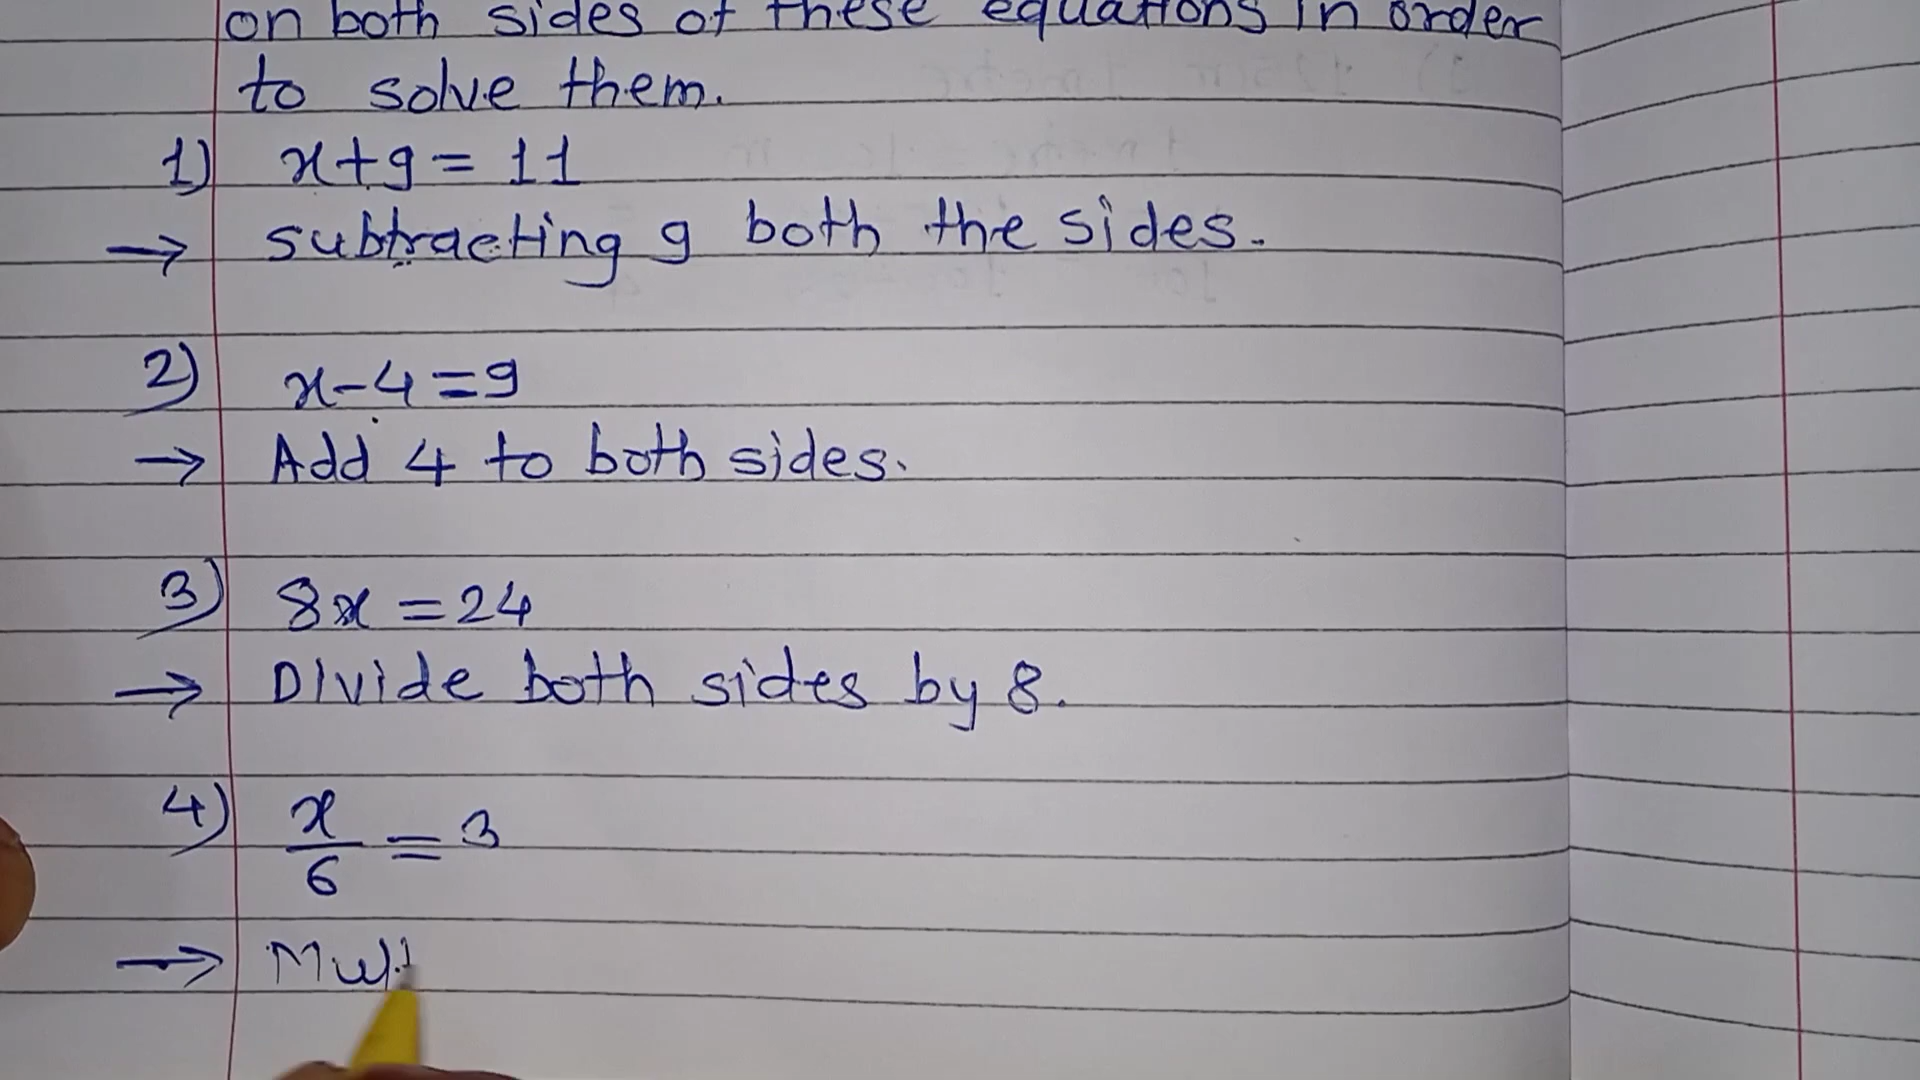 on both sides of these equations in order
to solve them.
1) x+9= 11
→ subtracting 9 both the sides.
2) x-4=9
→ Add 4 to both sides.
3) 8x = 24
→ Divide both sides by 8.
4) x/6 = 3
→ Mult